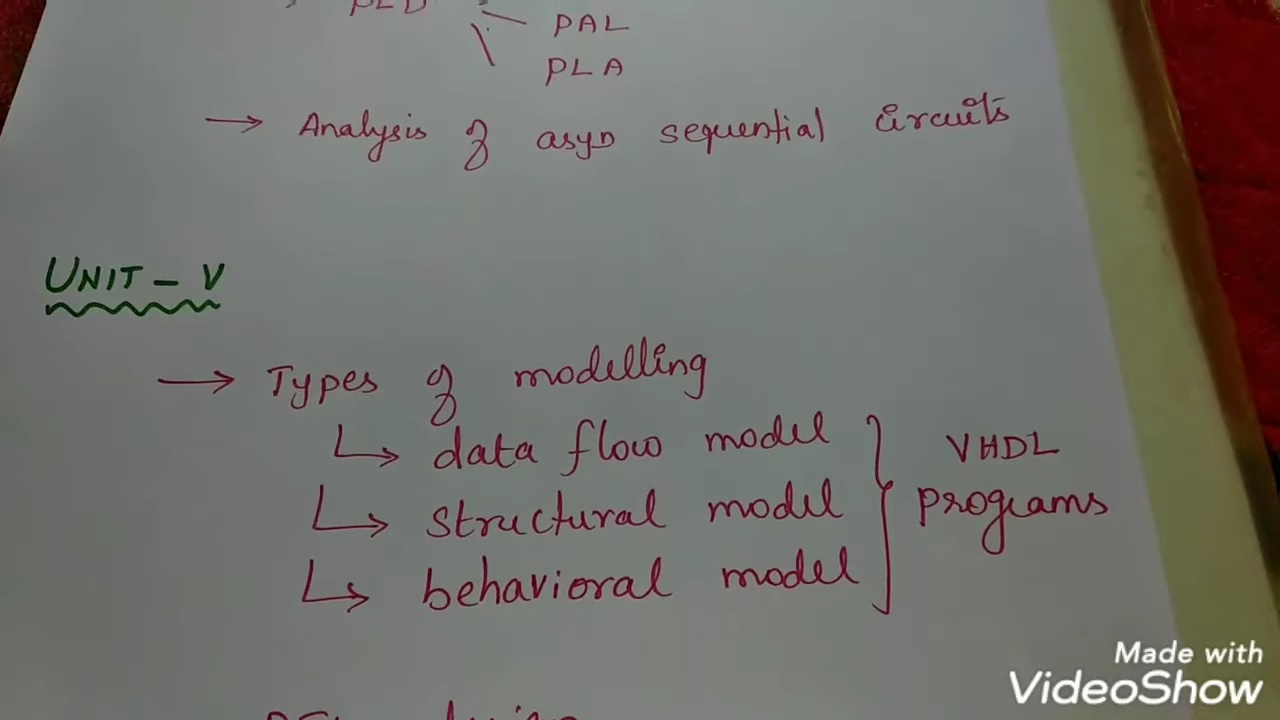 PLD
PAL
PLA
→ Analysis of asyn sequential circuits
UNIT - V
→ Types of modelling
↳ data flow model
↳ structural model
↳ behavioral model
VHDL
programs
Made with
VideoShow